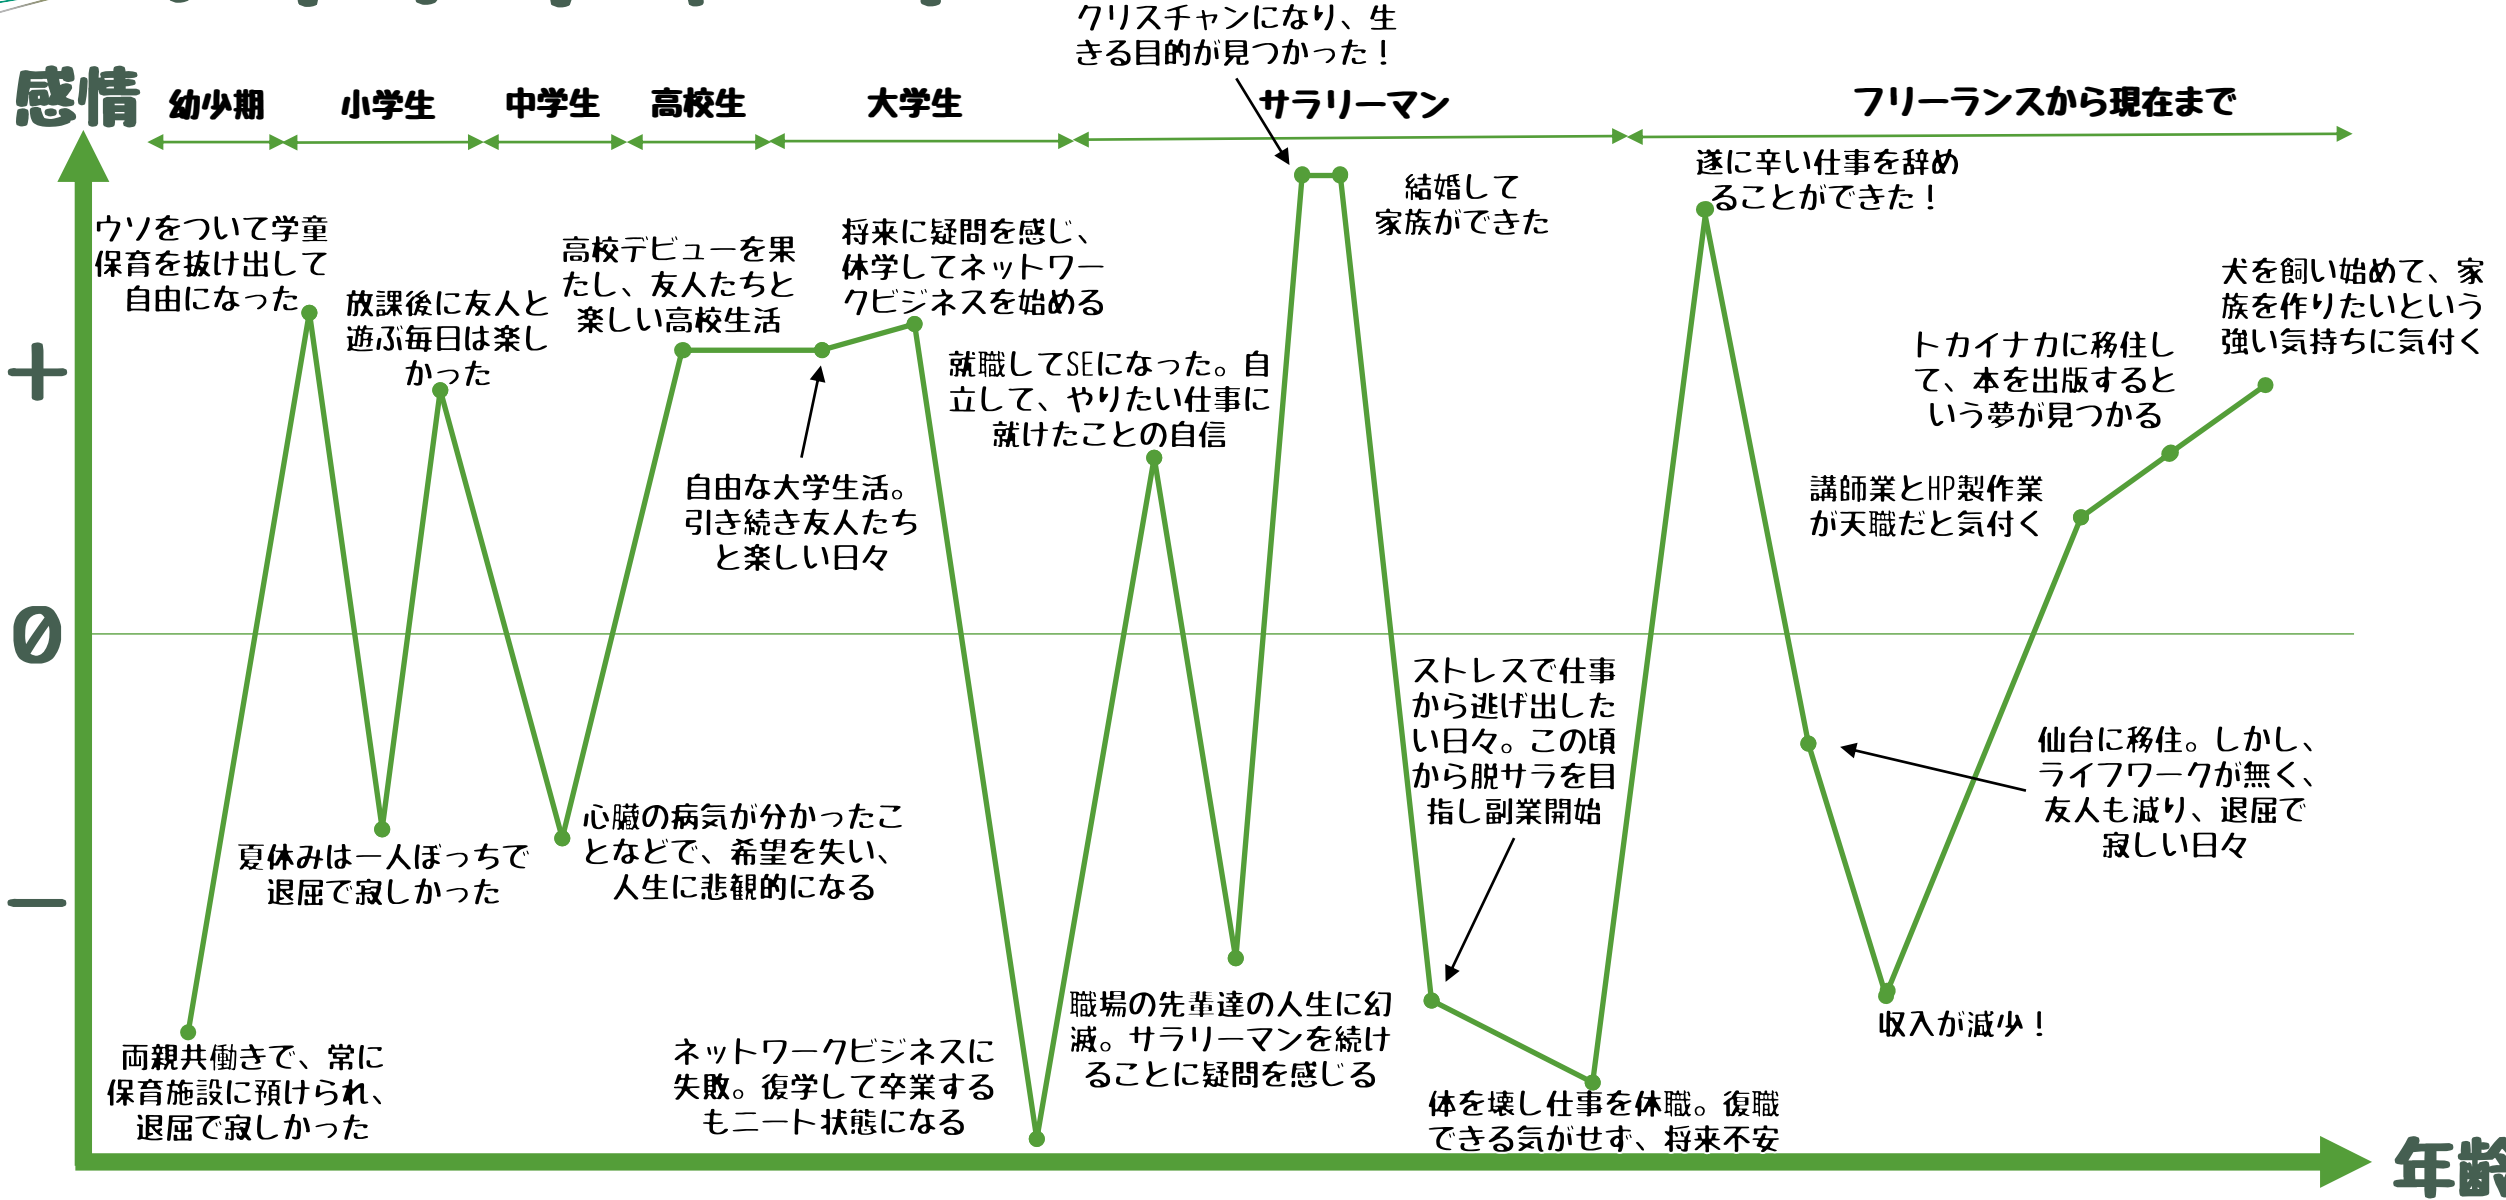 クリスチャンになり、生
きる目的が見つかった！
感情
幼少期
小学生
中学生
高校生
大学生
サラリーマン
フリーランスから現在まで
遂に辛い仕事を辞め
ることができた！
結婚して
家族ができた
ウソをついて学童
保育を抜け出して
自由になった
放課後に友人と
遊ぶ毎日は楽し
かった
高校デビューを果
たし、友人たちと
楽しい高校生活
将来に疑問を感じ、
体学してネットワー
クビジネスを始める
犬を飼い始めて、家
族を作りたいという
強い気持ちに気付く
トカイナカに移住し
て、本を出版すると
いう夢が見つかる
就職してSEになった。自
立して、やりたい仕事に
就けたことの自信
+
自由な大学生活。
引き続き友人たち
と楽しい日々
講師業とHP製作業
が天職だと気付く
0
ストレスで仕事
から逃げ出した
い日々。この頃
から脱サラを目
指し副業開始
仙台に移住。しかし、
ライフワークが無く、
友人も減り、退屈で
寂しい日々
心臓の病気が分かったこ
となどで、希望を失い、
人生に悲観的になる
夏休みは一人ぼっちで
退屈で寂しかった
−
職場の先輩達の人生に幻
滅。サラリーマンを続け
ることに疑問を感じる
収入が減少！
両親共働きで、常に
保育施設に預けられ、
退屈で寂しかった
ネットワークビジネスに
失敗。復学して卒業する
もニート状態になる
体を壊し仕事を休職。復職
できる気がせず、将来不安
年齢